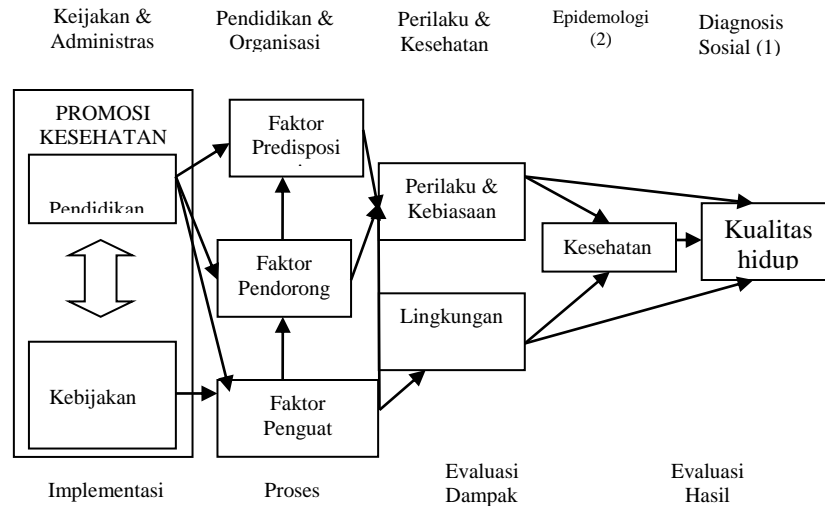 Keijakan &
Administras
Pendidikan &
Organisasi
Perilaku &
Kesehatan
Epidemologi
(2)
Diagnosis
Sosial (1)
PROMOSI
KESEHATAN
Pendidikan
Kebijakan
Faktor
Predisposi
Faktor
Pendorong
Faktor
Penguat
Perilaku &
Kebiasaan
Lingkungan
Kesehatan
Kualitas
hidup
Implementasi
Proses
Evaluasi
Dampak
Evaluasi
Hasil